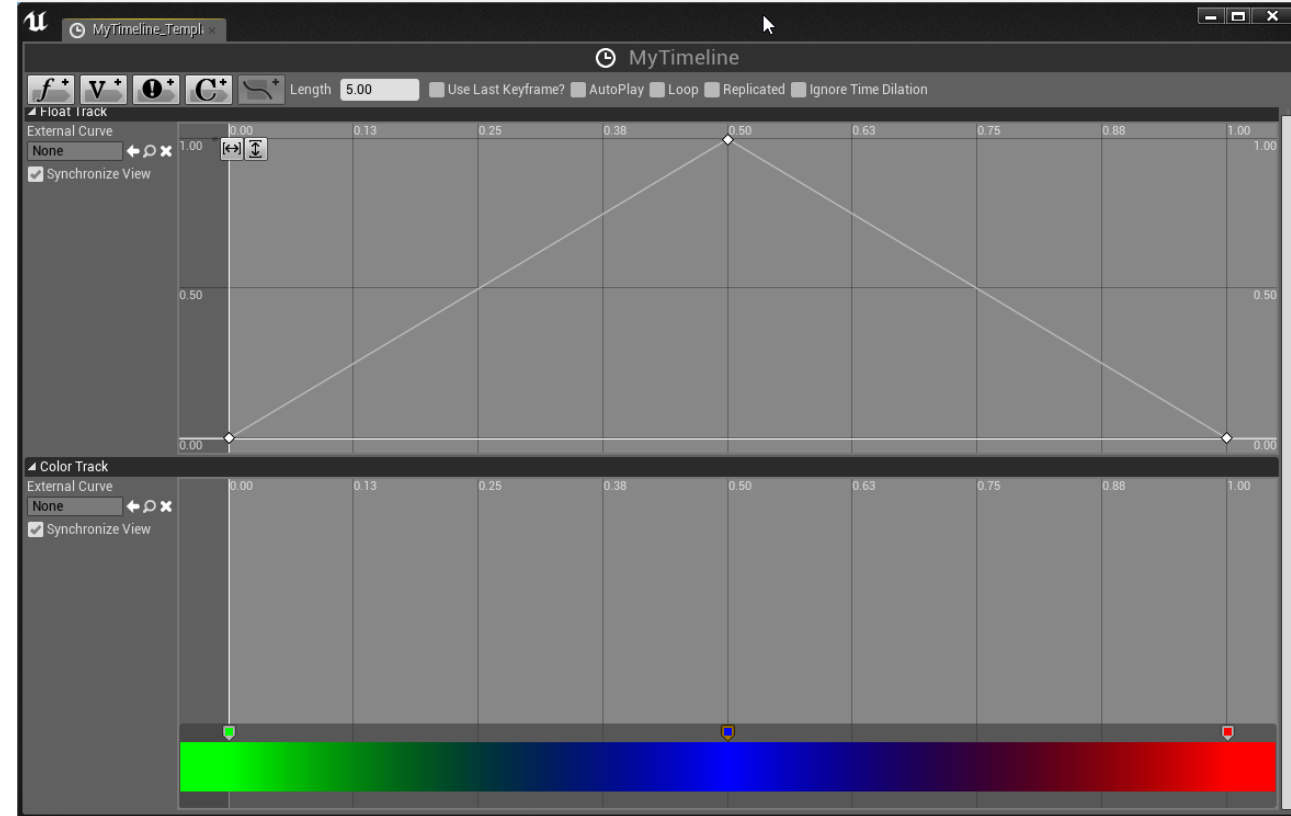 MyTimeline_Templ
MyTimeline
f+ V+ !+ C+ Length 5.00 Use Last Keyframe? AutoPlay Loop Replicated Ignore Time Dilation
Float Track
External Curve
None
Synchronize View
0.00 0.13 0.25 0.38 0.50 0.63 0.75 0.88 1.00
1.00 1.00
0.50 0.50
0.00 0.00
Color Track
External Curve
None
Synchronize View
0.00 0.13 0.25 0.38 0.50 0.63 0.75 0.88 1.00